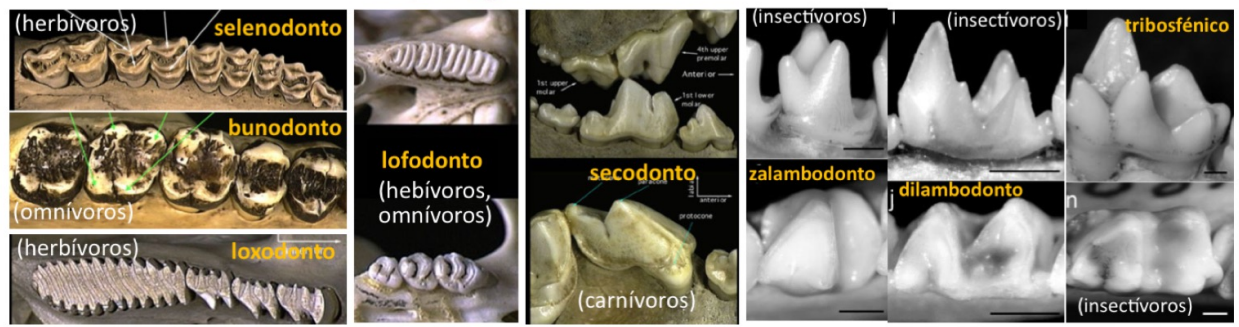 (herbívoros)
selenodonto
bunodonto
(omnívoros)
(herbívoros)
loxodonto
lofodonto
(hebívoros,
omnívoros)
4th upper
premolar
Anterior
1st upper
molar
1st lower
molar
secodonto
paracone
anterior
protocone
(carnívoros)
(insectívoros)
(insectívoros)
tribosfénico
zalambodonto
dilambodonto
j
n
(insectívoros)